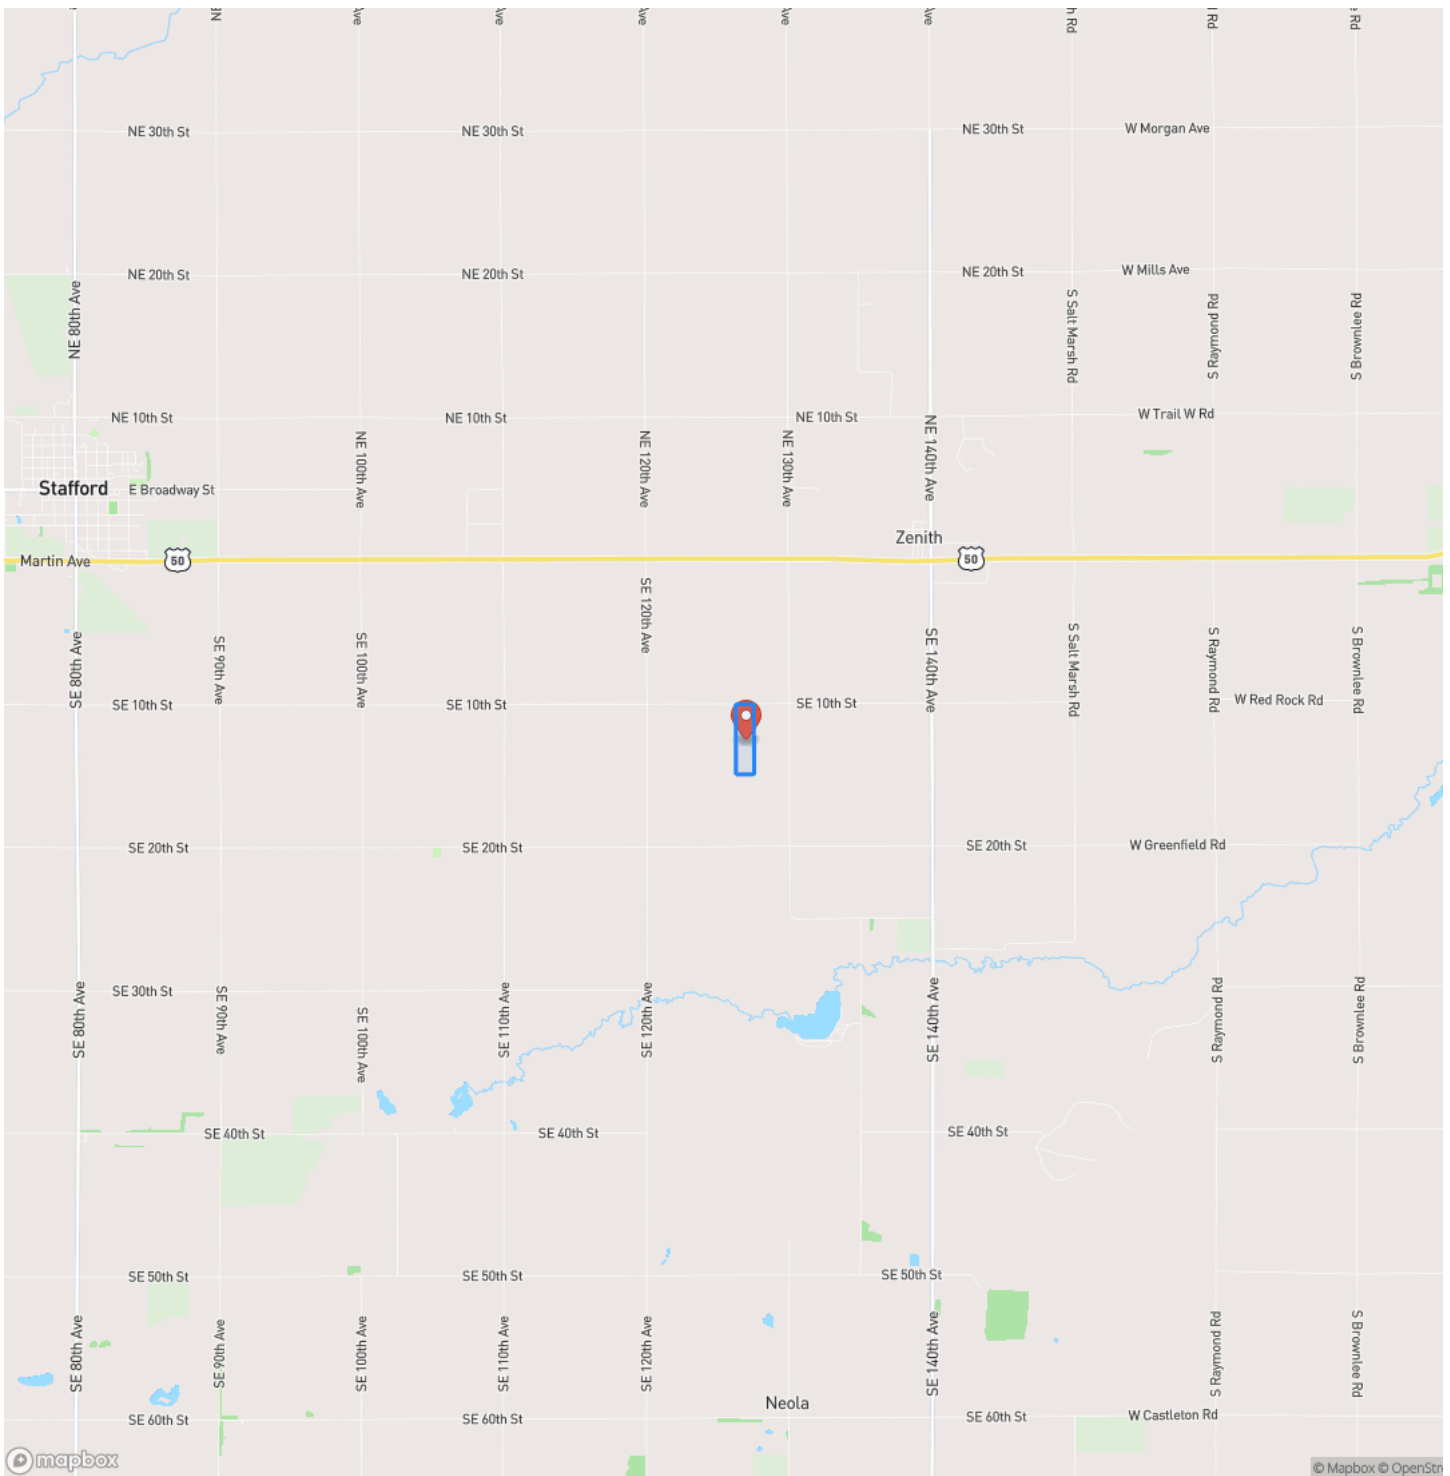 Ave
Ave
Ave
Ave
Ave
Rd
Rd
Rd
NE 30th St
NE 30th St
NE 30th St
W Morgan Ave
NE 20th St
NE 20th St
NE 20th St
W Mills Ave
NE 80th Ave
S Salt Marsh Rd
S Raymond Rd
S Brownlee Rd
NE 10th St
NE 10th St
NE 10th St
W Trail W Rd
NE 100th Ave
NE 120th Ave
NE 130th Ave
NE 140th Ave
Stafford
E Broadway St
Zenith
Martin Ave
50
50
SE 120th Ave
SE 80th Ave
SE 90th Ave
SE 100th Ave
SE 140th Ave
S Salt Marsh Rd
S Raymond Rd
S Brownlee Rd
SE 10th St
SE 10th St
SE 10th St
W Red Rock Rd
SE 20th St
SE 20th St
SE 20th St
W Greenfield Rd
SE 30th St
SE 80th Ave
SE 90th Ave
SE 100th Ave
SE 110th Ave
SE 120th Ave
SE 140th Ave
S Raymond Rd
S Brownlee Rd
SE 40th St
SE 40th St
SE 40th St
SE 50th St
SE 50th St
SE 50th St
SE 80th Ave
SE 90th Ave
SE 100th Ave
SE 110th Ave
SE 120th Ave
SE 140th Ave
S Raymond Rd
S Brownlee Rd
Neola
SE 60th St
SE 60th St
SE 60th St
W Castleton Rd
mapbox
© Mapbox © OpenStr